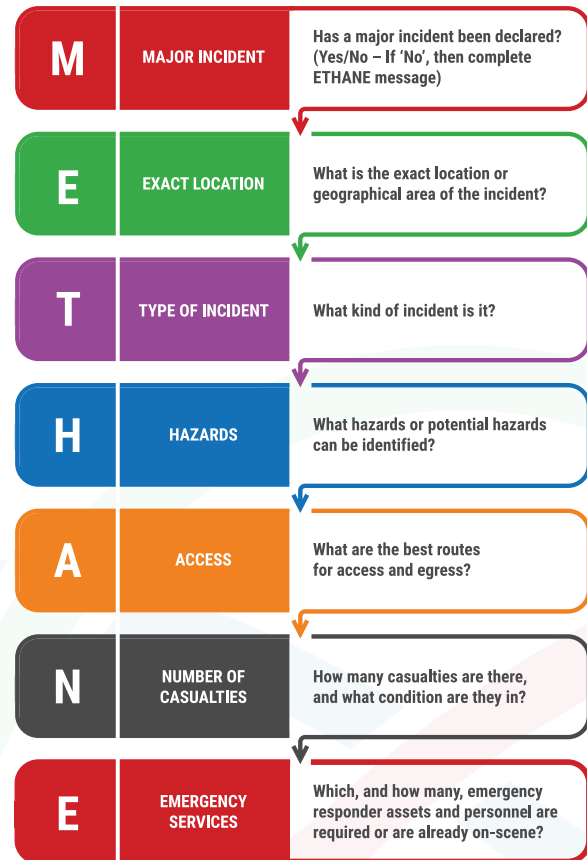 M
MAJOR INCIDENT
Has a major incident been declared?
(Yes/No – If ‘No’, then complete
ETHANE message)
E
EXACT LOCATION
What is the exact location or
geographical area of the incident?
T
TYPE OF INCIDENT
What kind of incident is it?
H
HAZARDS
What hazards or potential hazards
can be identified?
A
ACCESS
What are the best routes
for access and egress?
N
NUMBER OF
CASUALTIES
How many casualties are there,
and what condition are they in?
E
EMERGENCY
SERVICES
Which, and how many, emergency
responder assets and personnel are
required or are already on-scene?